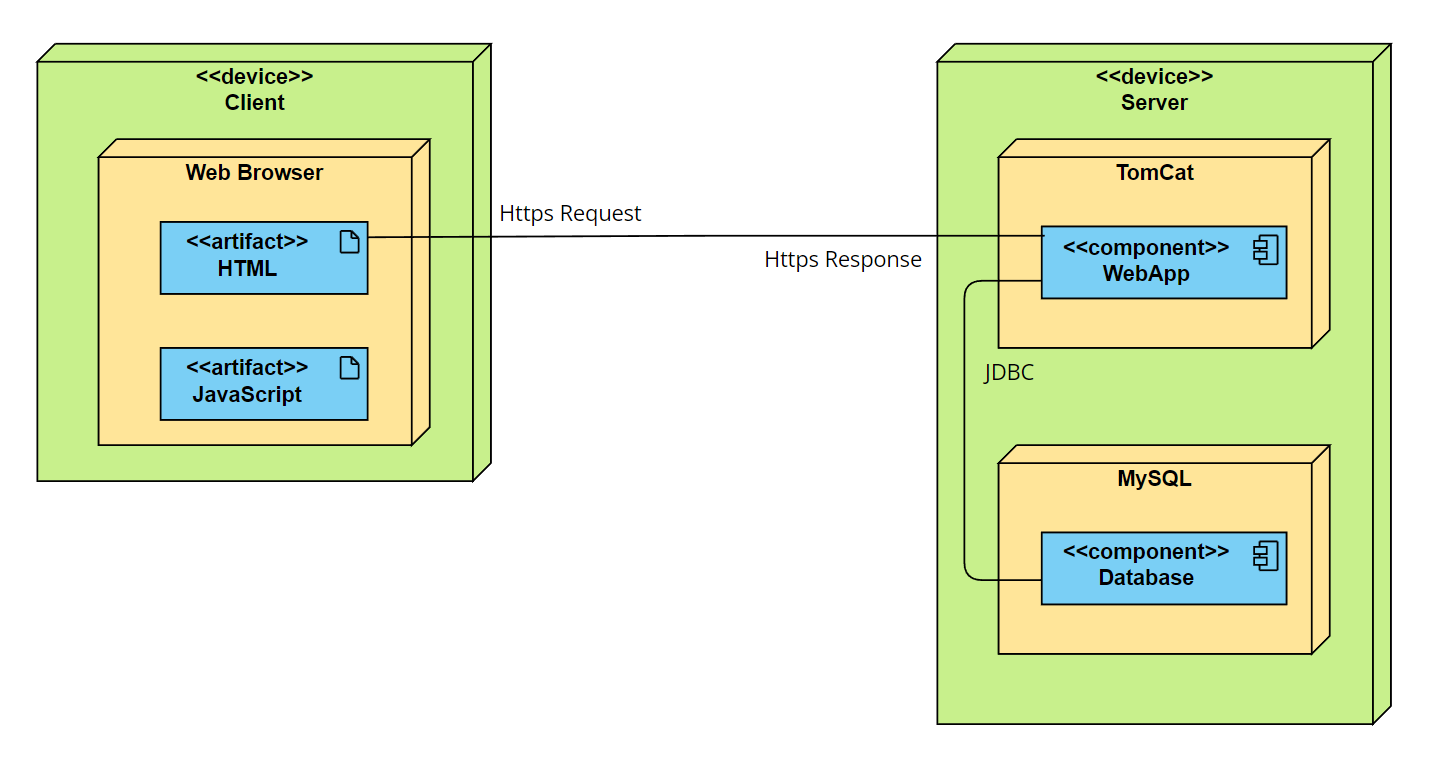 <<device>>
Client
Web Browser
<<artifact>>
HTML
<<artifact>>
JavaScript
Https Request
Https Response
<<device>>
Server
TomCat
<<component>>
WebApp
JDBC
MySQL
<<component>>
Database